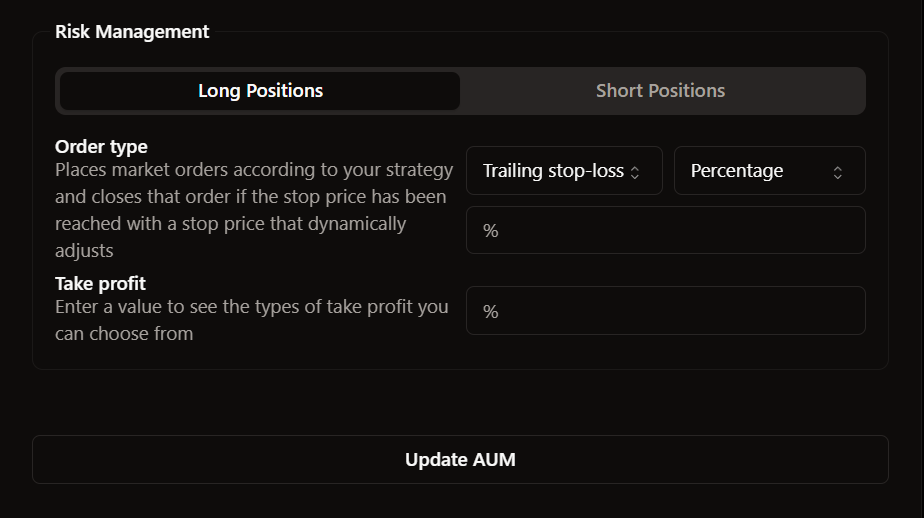 Risk Management
Long Positions
Short Positions
Order type
Places market orders according to your strategy
and closes that order if the stop price has been
reached with a stop price that dynamically
adjusts
Trailing stop-loss
Percentage
%
Take profit
Enter a value to see the types of take profit you
can choose from
%
Update AUM